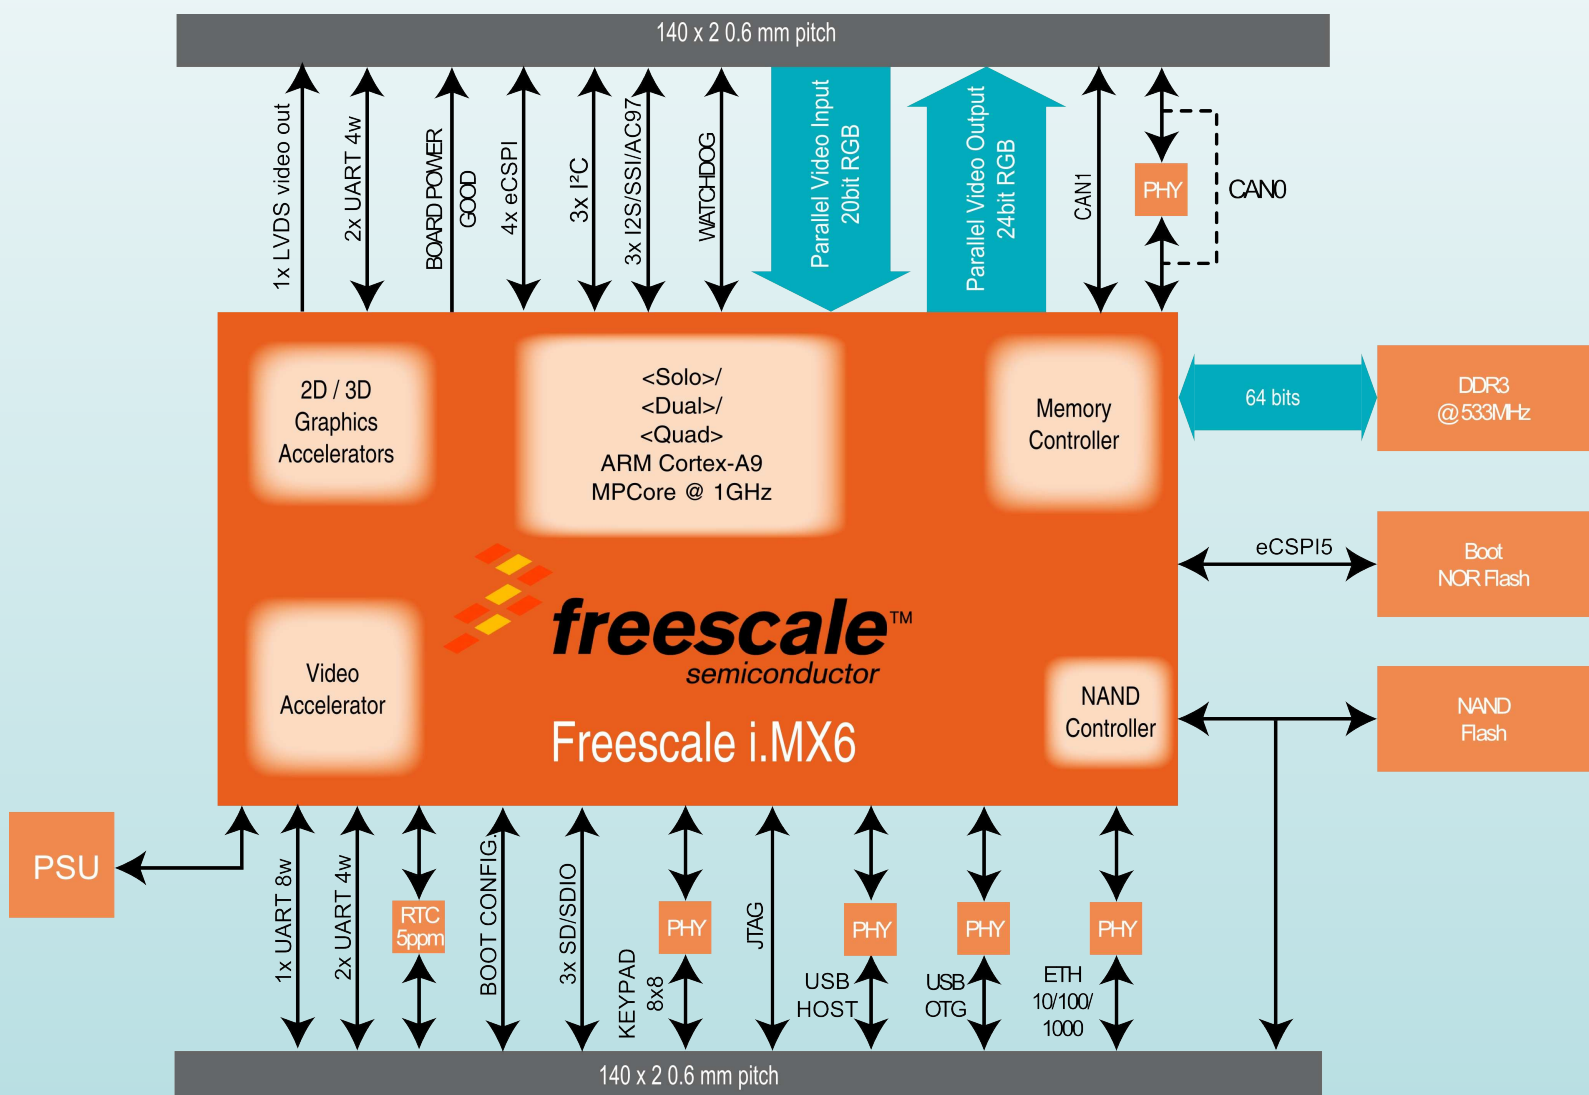 140 x 2 0.6 mm pitch
1x LVDS video out
2x UART 4w
BOARD POWER
GOOD
4x eCSPI
3x I²C
3x I2S/SSI/AC97
WATCHDOG
Parallel Video Input
20bit RGB
Parallel Video Output
24bit RGB
CAN1
PHY
CAN0
2D / 3D
Graphics
Accelerators
<Solo>/
<Dual>/
<Quad>
ARM Cortex-A9
MPCore @ 1GHz
Memory
Controller
64 bits
DDR3
@533MHz
eCSPI5
Boot
NOR Flash
freescale™
semiconductor
Freescale i.MX6
Video
Accelerator
NAND
Controller
NAND
Flash
PSU
1x UART 8w
2x UART 4w
RTC
5ppm
BOOT CONFIG.
3x SD/SDIO
KEYPAD
8x8
PHY
JTAG
USB
HOST
PHY
USB
OTG
PHY
ETH
10/100/
1000
PHY
140 x 2 0.6 mm pitch